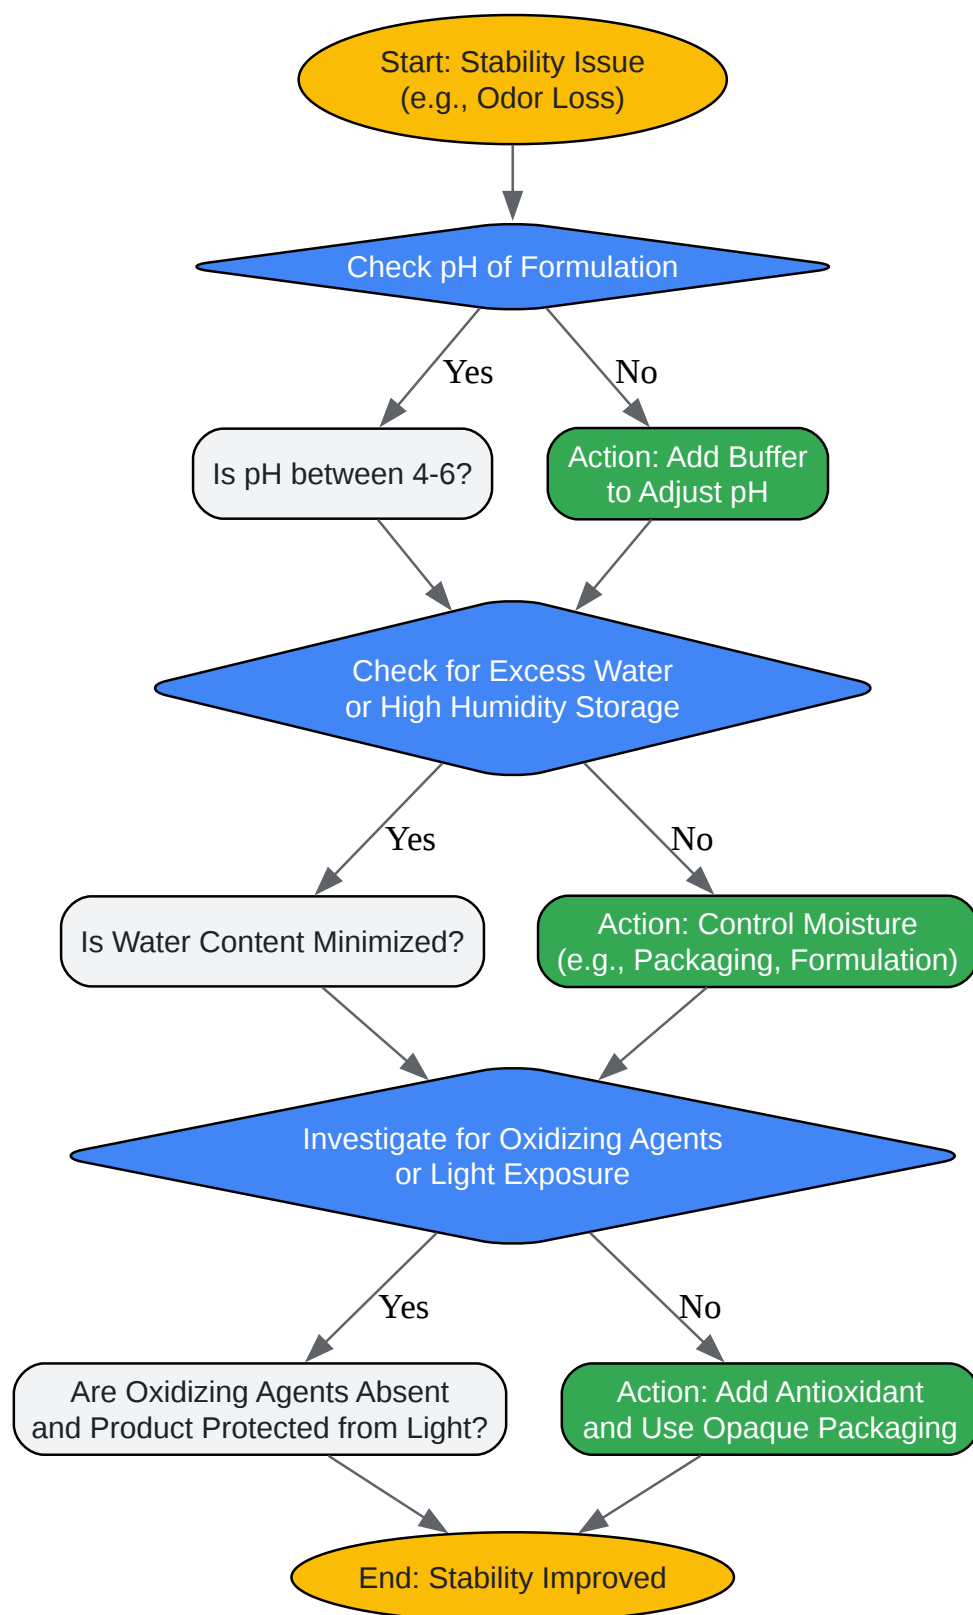 Start: Stability Issue
(e.g., Odor Loss)
Check pH of Formulation
Yes
No
Is pH between 4-6?
Action: Add Buffer
to Adjust pH
Check for Excess Water
or High Humidity Storage
Yes
No
Is Water Content Minimized?
Action: Control Moisture
(e.g., Packaging, Formulation)
Investigate for Oxidizing Agents
or Light Exposure
Yes
No
Are Oxidizing Agents Absent
and Product Protected from Light?
Action: Add Antioxidant
and Use Opaque Packaging
End: Stability Improved